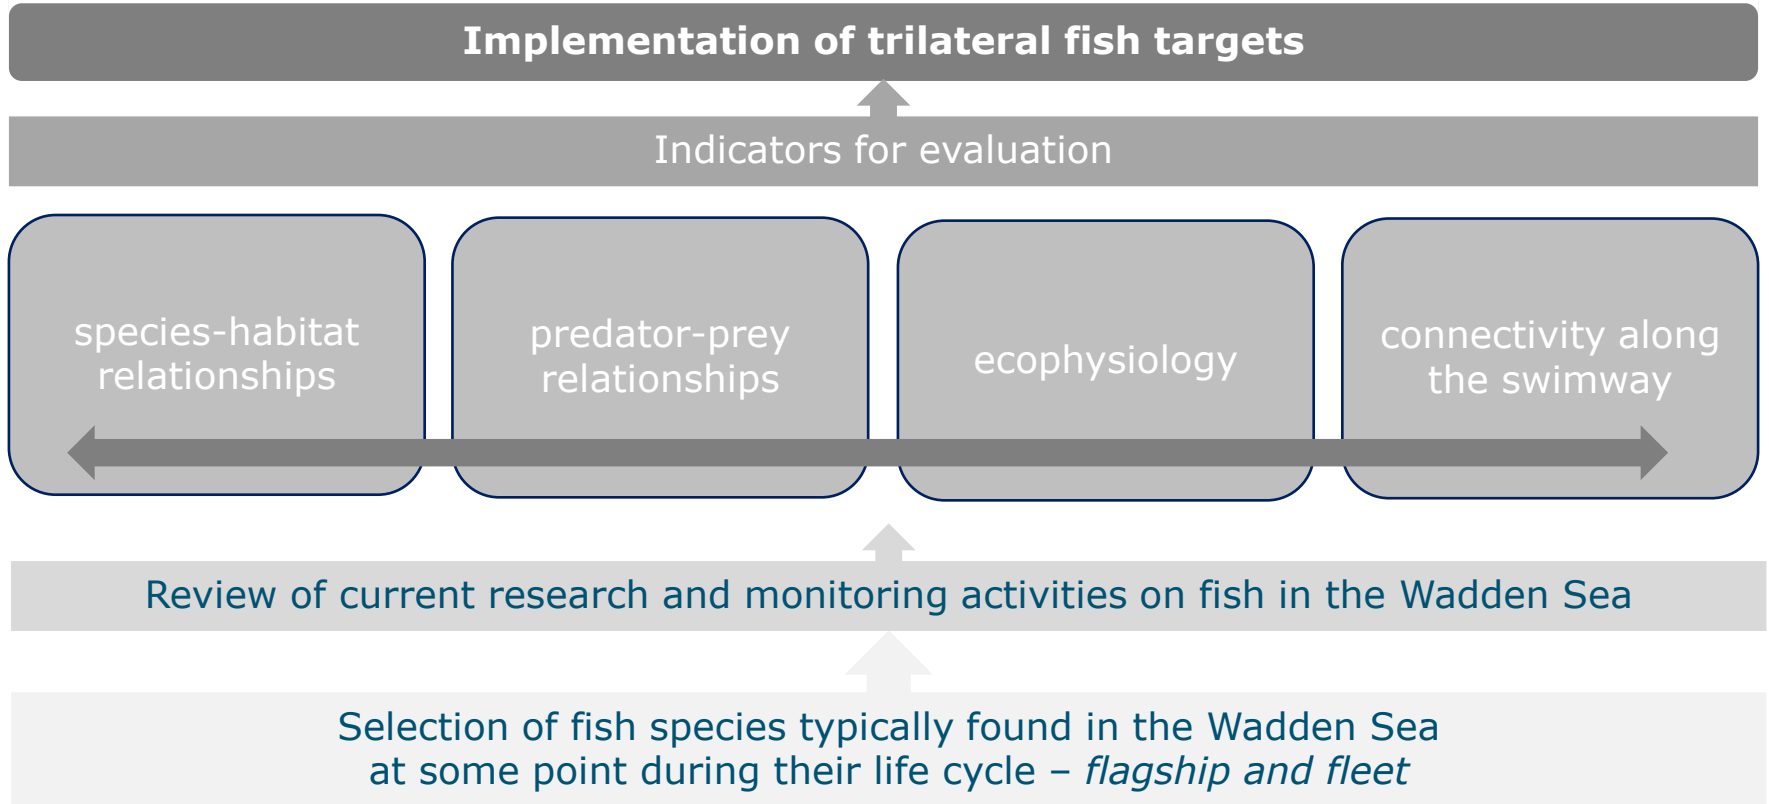 Implementation of trilateral fish targets
Indicators for evaluation
species-habitat
relationships
predator-prey
relationships
ecophysiology
connectivity along
the swimway
Review of current research and monitoring activities on fish in the Wadden Sea
Selection of fish species typically found in the Wadden Sea
at some point during their life cycle – flagship and fleet